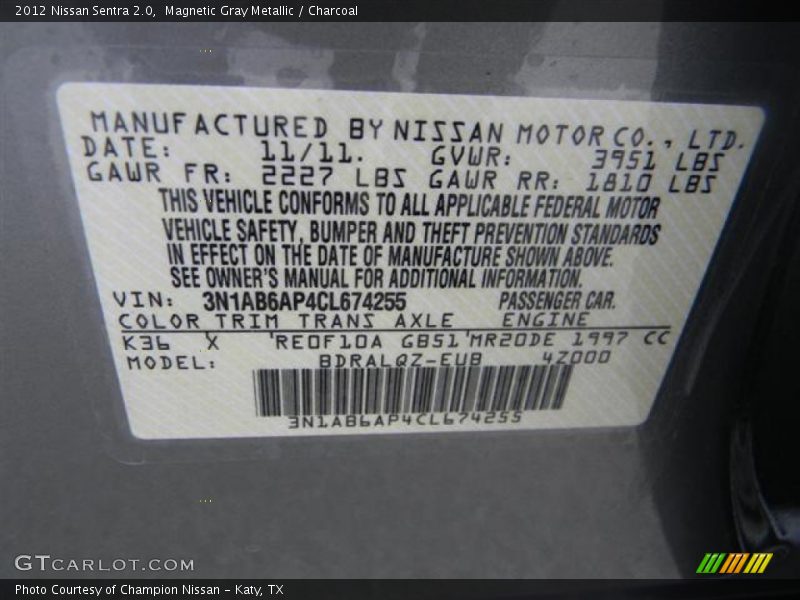 2012 Nissan Sentra 2.0,  Magnetic Gray Metallic / Charcoal
MANUFACTURED BY NISSAN MOTOR CO., LTD.
DATE: 11/11. GVWR: 3951 LBS
GAWR FR: 2227 LBS GAWR RR: 1810 LBS
THIS VEHICLE CONFORMS TO ALL APPLICABLE FEDERAL MOTOR
VEHICLE SAFETY, BUMPER AND THEFT PREVENTION STANDARDS
IN EFFECT ON THE DATE OF MANUFACTURE SHOWN ABOVE.
SEE OWNER'S MANUAL FOR ADDITIONAL INFORMATION.
VIN: 3N1AB6AP4CL674255 PASSENGER CAR.
COLOR TRIM TRANS AXLE ENGINE
K36 X 'RE0F10A GB51'MR20DE 1997 CC
MODEL: BDRALQZ-EUB 4Z000
3N1AB6AP4CL674255
GTCARLOT.COM
Photo Courtesy of Champion Nissan - Katy, TX